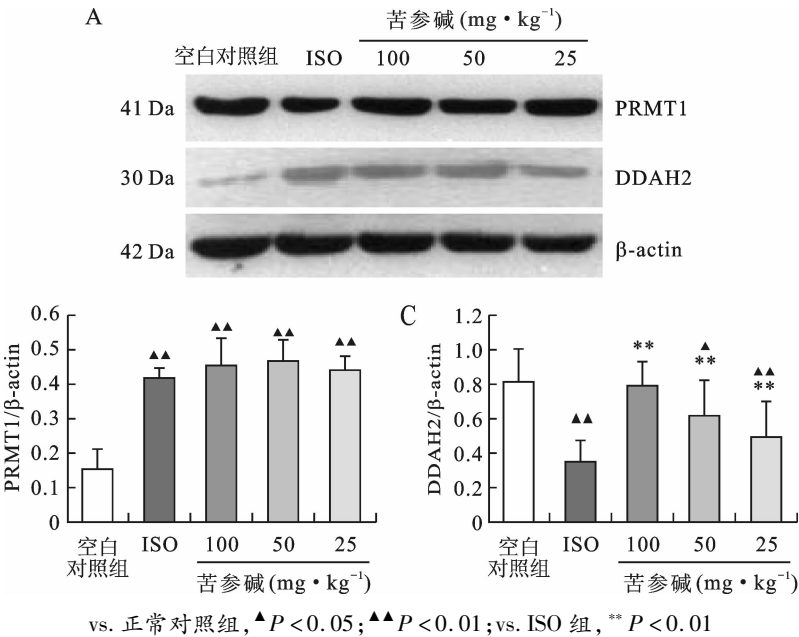 A
苦参碱(mg·kg⁻¹)
空白对照组 ISO 100 50 25
41 Da PRMT1
30 Da DDAH2
42 Da β-actin
C
PRMT1/β-actin
0.6
0.5
0.4
0.3
0.2
0.1
0
▲▲ ▲▲ ▲▲ ▲▲
空白对照组 ISO 100 50 25
苦参碱(mg·kg⁻¹)
DDAH2/β-actin
1.2
1.0
0.8
0.6
0.4
0.2
0
▲▲ ** ▲** ▲▲**
空白对照组 ISO 100 50 25
苦参碱(mg·kg⁻¹)
vs. 正常对照组,▲P<0.05;▲▲P<0.01;vs. ISO 组,**P<0.01